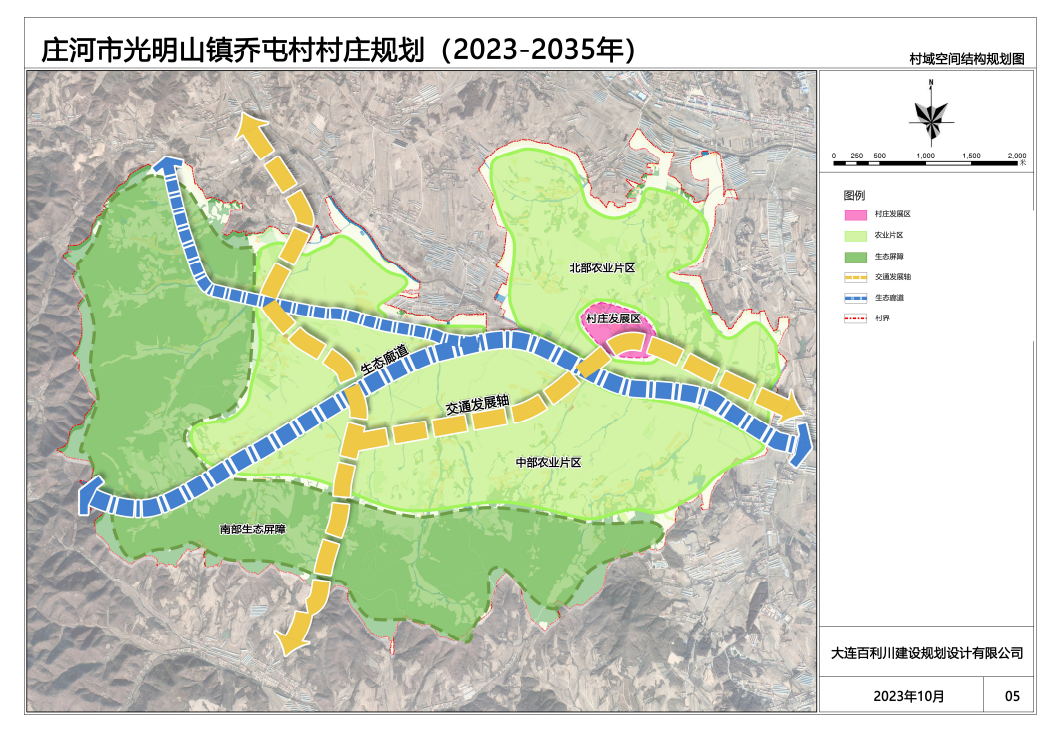 庄河市光明山镇乔屯村村庄规划（2023-2035年）
村域空间结构规划图
N
0 250 500 1,000 1,500 2,000
米
图例
村庄发展区
农业片区
生态屏障
交通发展轴
生态廊道
村界
北部农业片区
村庄发展区
生态廊道
交通发展轴
中部农业片区
南部生态屏障
大连百利川建设规划设计有限公司
2023年10月
05